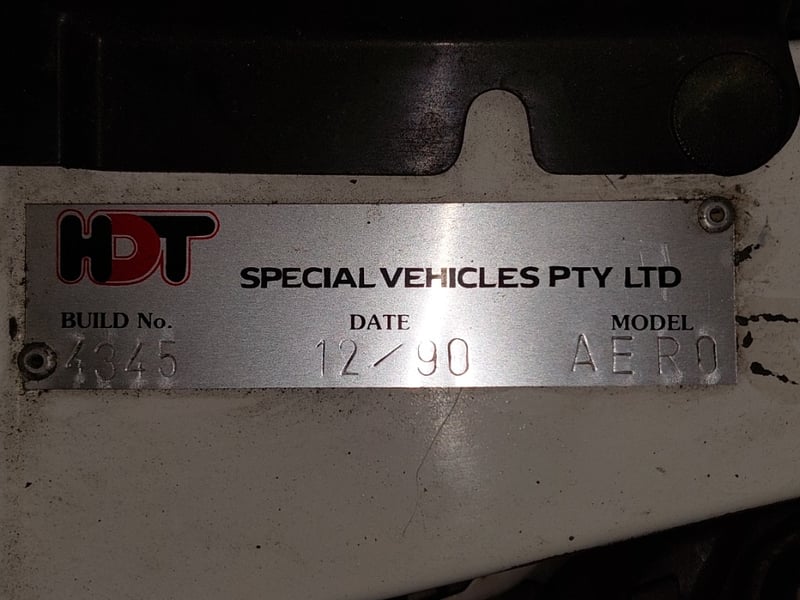 HDT
SPECIAL VEHICLES PTY LTD
BUILD No. DATE MODEL
4345 12/90 AERO